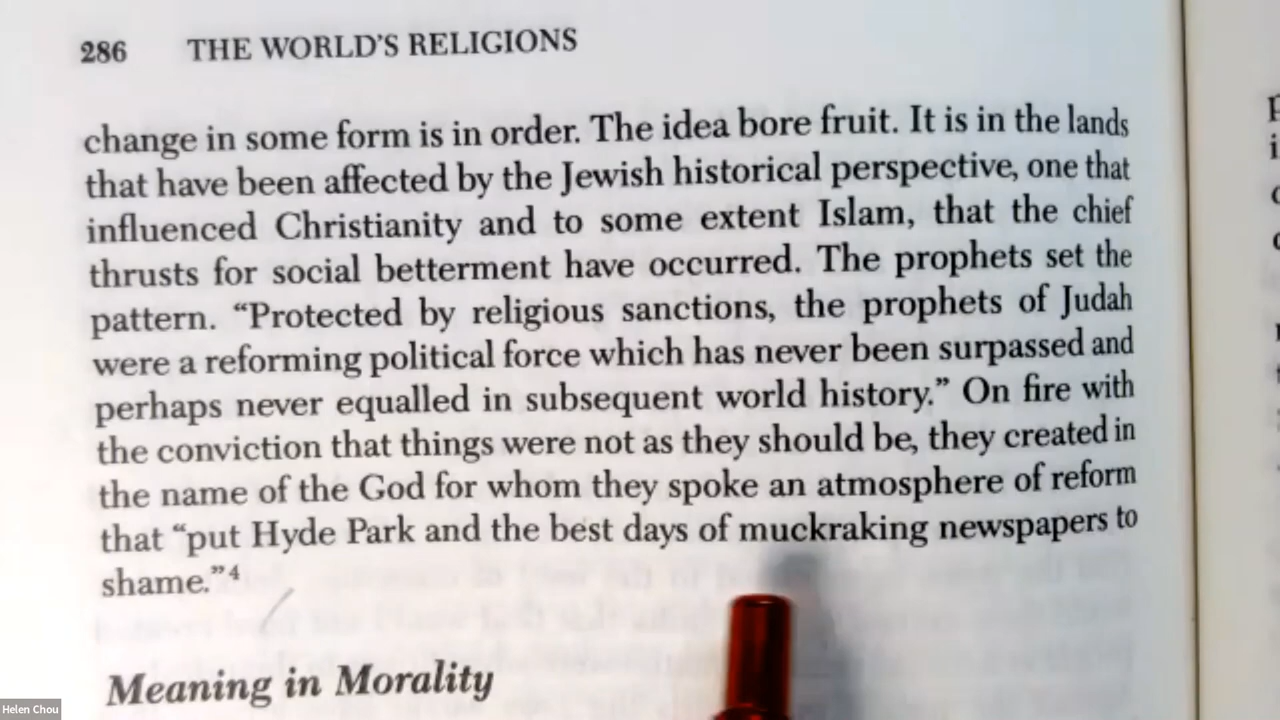 286 THE WORLD'S RELIGIONS
change in some form is in order. The idea bore fruit. It is in the lands
that have been affected by the Jewish historical perspective, one that
influenced Christianity and to some extent Islam, that the chief
thrusts for social betterment have occurred. The prophets set the
pattern. “Protected by religious sanctions, the prophets of Judah
were a reforming political force which has never been surpassed and
perhaps never equalled in subsequent world history.” On fire with
the conviction that things were not as they should be, they created in
the name of the God for whom they spoke an atmosphere of reform
that “put Hyde Park and the best days of muckraking newspapers to
shame.”4
Meaning in Morality
Helen Chou